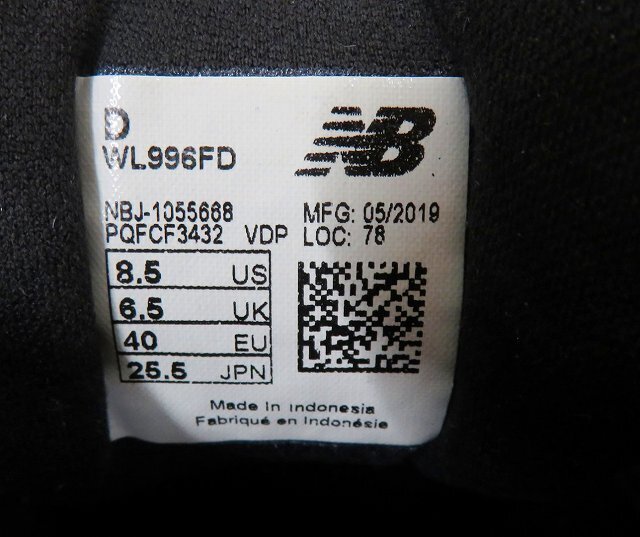 D
WL996FD
NB
NBJ-1055668
PQFCF3432 VDP
MFG: 05/2019
LOC: 78
8.5 US
6.5 UK
40 EU
25.5 JPN
Made in Indonesia
Fabriqué en Indonésie